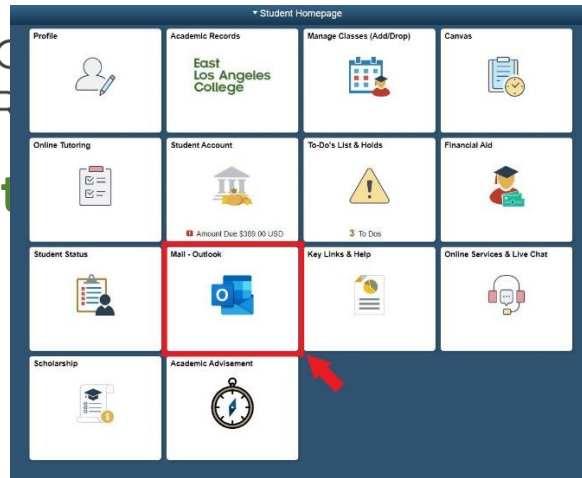 Student Homepage
Profile
Academic Records
Manage Classes (Add/Drop)
Canvas
East
Los Angeles
College
Online Tutoring
Student Account
To-Do's List & Holds
Financial Aid
Amount Due $389.00 USD
3 To Dos
Student Status
Mail - Outlook
Key Links & Help
Online Services & Live Chat
O
Scholarship
Academic Advisement